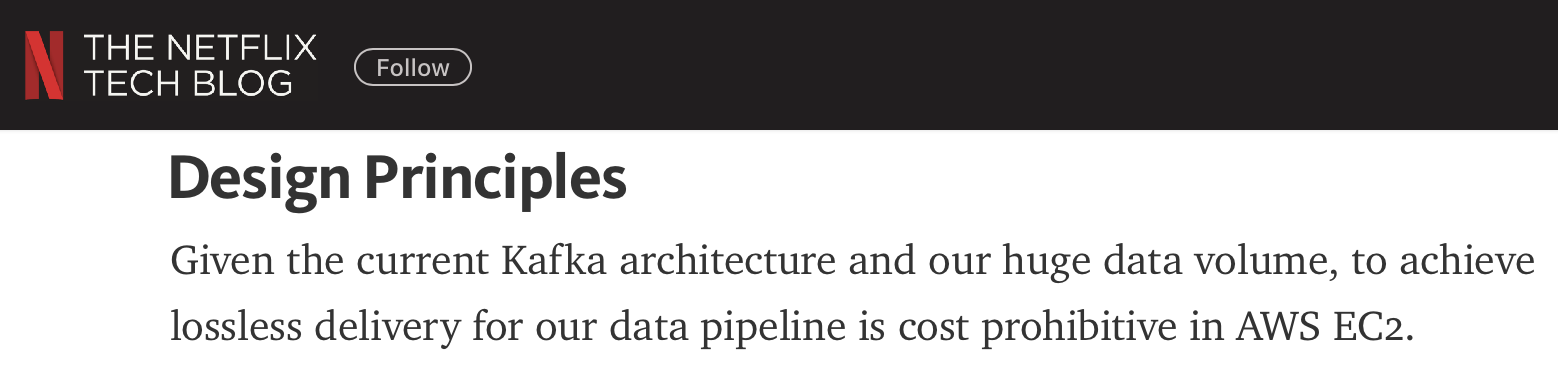 THE NETFLIX
TECH BLOG
Follow
Design Principles
Given the current Kafka architecture and our huge data volume, to achieve
lossless delivery for our data pipeline is cost prohibitive in AWS EC2.